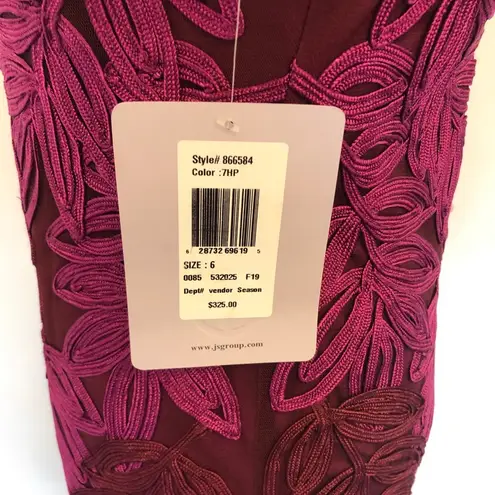 Style# 866584
Color :7HP
6 28732 69619 5
SIZE : 6
0085 532025 F19
Dept# vendor Season
$325.00
www.jsgroup.com